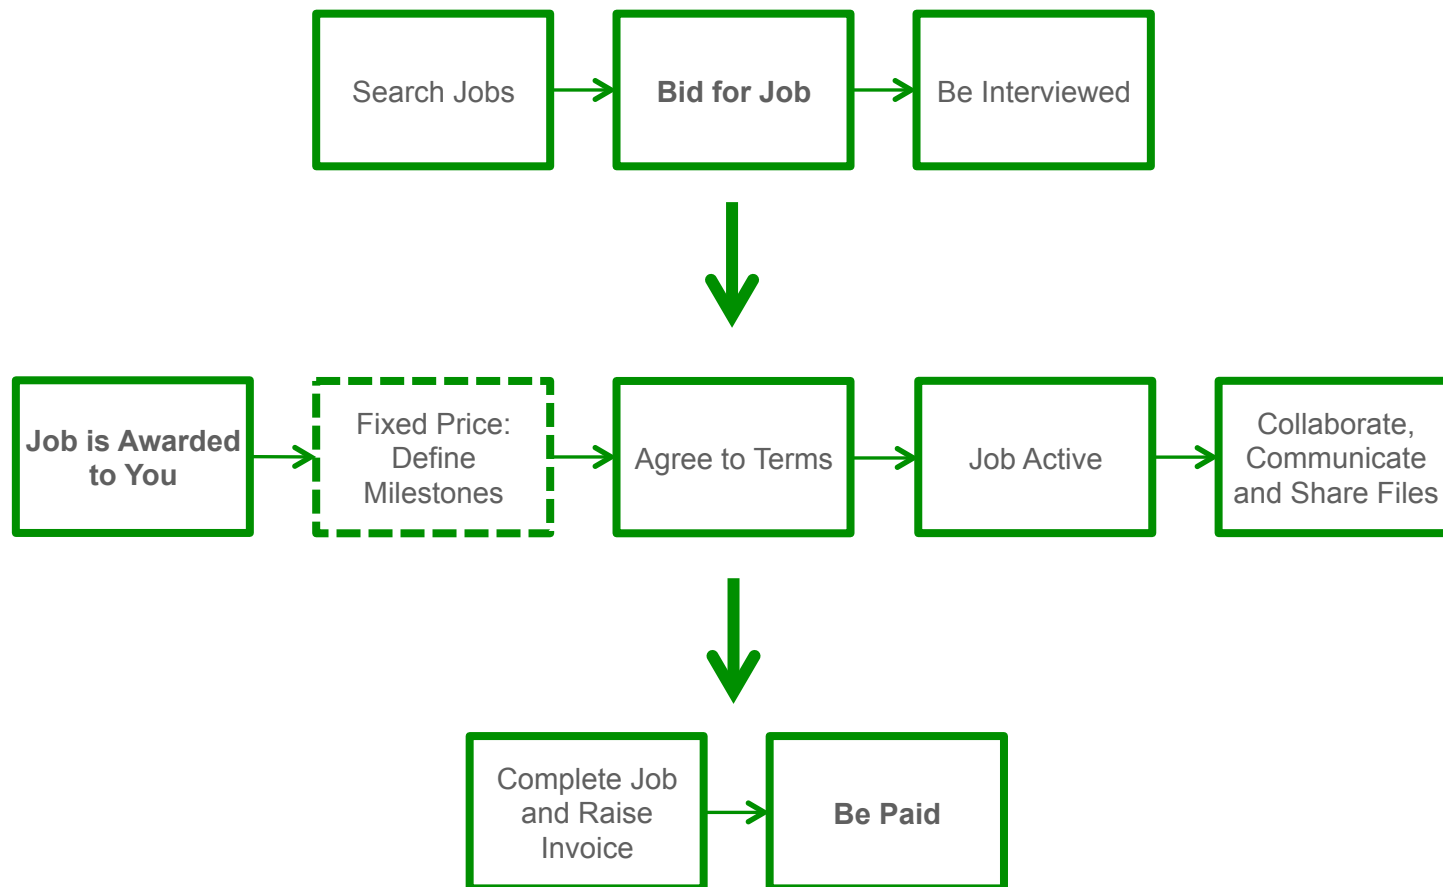 Search Jobs
Bid for Job
Be Interviewed
Job is Awarded
to You
Fixed Price:
Define
Milestones
Agree to Terms
Job Active
Collaborate,
Communicate
and Share Files
Complete Job
and Raise
Invoice
Be Paid